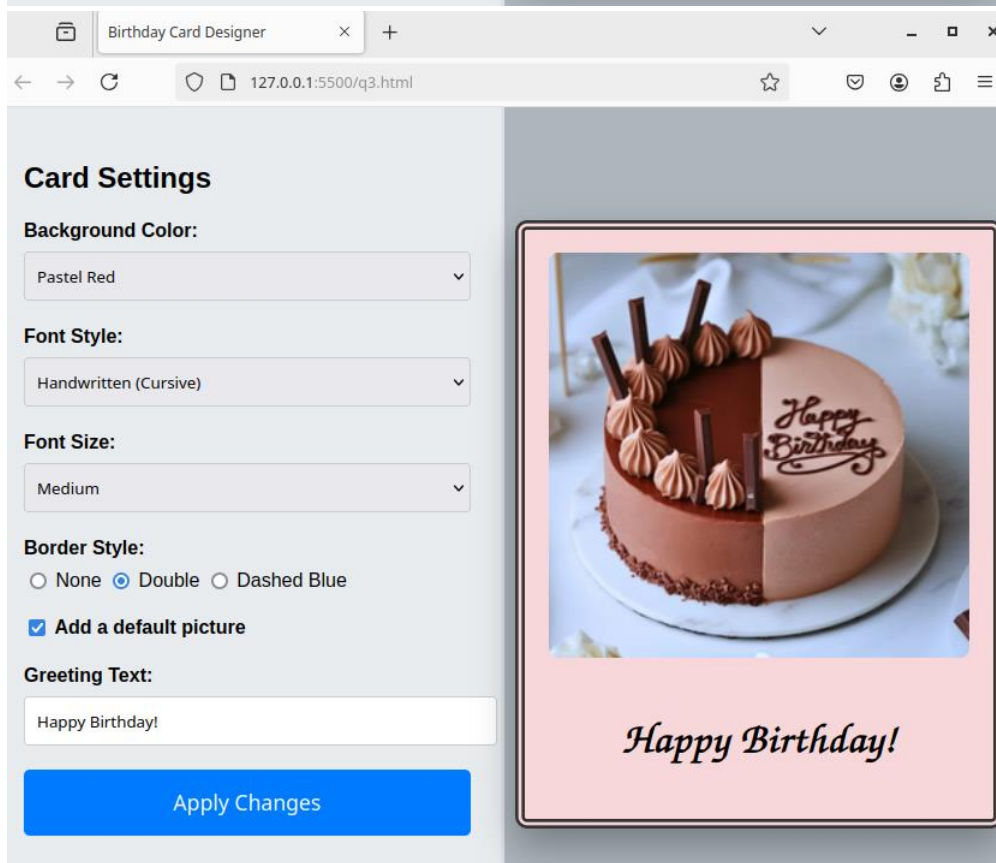 Birthday Card Designer
127.0.0.1:5500/q3.html
Card Settings
Background Color:
Pastel Red
Font Style:
Handwritten (Cursive)
Font Size:
Medium
Border Style:
None Double Dashed Blue
Add a default picture
Greeting Text:
Happy Birthday!
Apply Changes
Happy
Birthday
Happy Birthday!